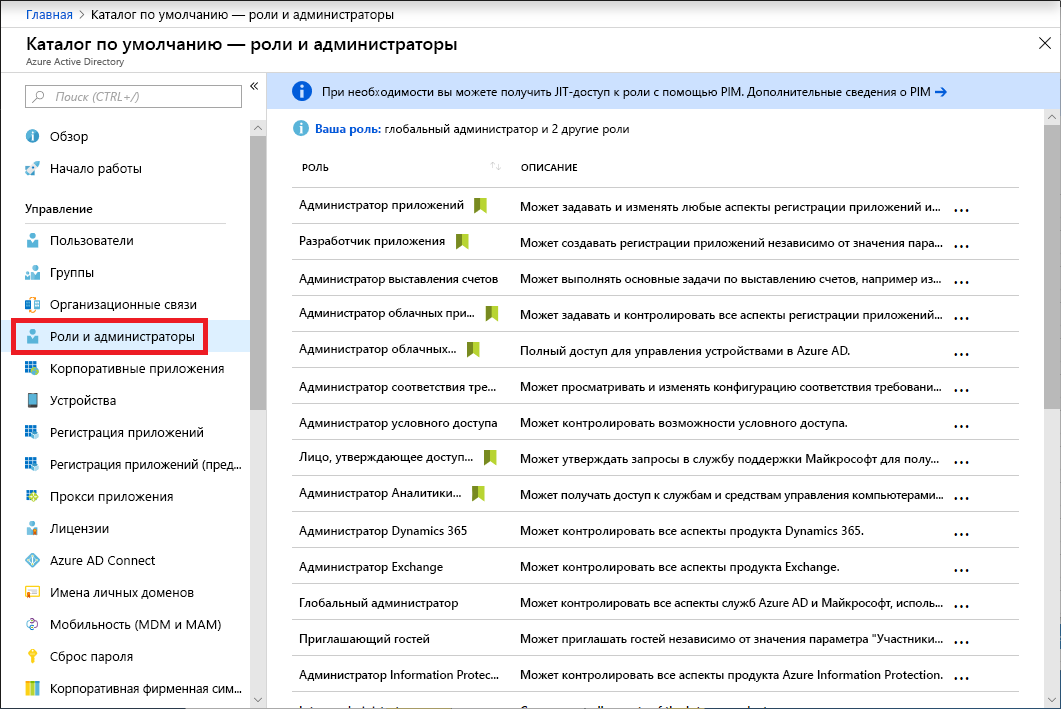 Главная > Каталог по умолчанию — роли и администраторы
Каталог по умолчанию — роли и администраторы
Azure Active Directory
Поиск (CTRL+/)
Обзор
Начало работы
Управление
Пользователи
Группы
Организационные связи
Роли и администраторы
Корпоративные приложения
Устройства
Регистрация приложений
Регистрация приложений (пред...
Прокси приложения
Лицензии
Azure AD Connect
Имена личных доменов
Мобильность (MDM и MAM)
Сброс пароля
Корпоративная фирменная сим...
При необходимости вы можете получить JIT-доступ к роли с помощью PIM. Дополнительные сведения о PIM →
Ваша роль: глобальный администратор и 2 другие роли
РОЛЬ ОПИСАНИЕ
Администратор приложений Может задавать и изменять любые аспекты регистрации приложений и... ...
Разработчик приложения Может создавать регистрации приложений независимо от значения пара... ...
Администратор выставления счетов Может выполнять основные задачи по выставлению счетов, например из... ...
Администратор облачных при... Может задавать и контролировать все аспекты регистрации приложений... ...
Администратор облачных... Полный доступ для управления устройствами в Azure AD. ...
Администратор соответствия тре... Может просматривать и изменять конфигурацию соответствия требовани... ...
Администратор условного доступа Может контролировать возможности условного доступа. ...
Лицо, утверждающее доступ... Может утверждать запросы в службу поддержки Майкрософт для полу... ...
Администратор Аналитики... Может получать доступ к службам и средствам управления компьютерами... ...
Администратор Dynamics 365 Может контролировать все аспекты продукта Dynamics 365. ...
Администратор Exchange Может контролировать все аспекты продукта Exchange. ...
Глобальный администратор Может контролировать все аспекты служб Azure AD и Майкрософт, исполь... ...
Приглашающий гостей Может приглашать гостей независимо от значения параметра "Участники... ...
Администратор Information Protec... Может контролировать все аспекты продукта Azure Information Protection. ...